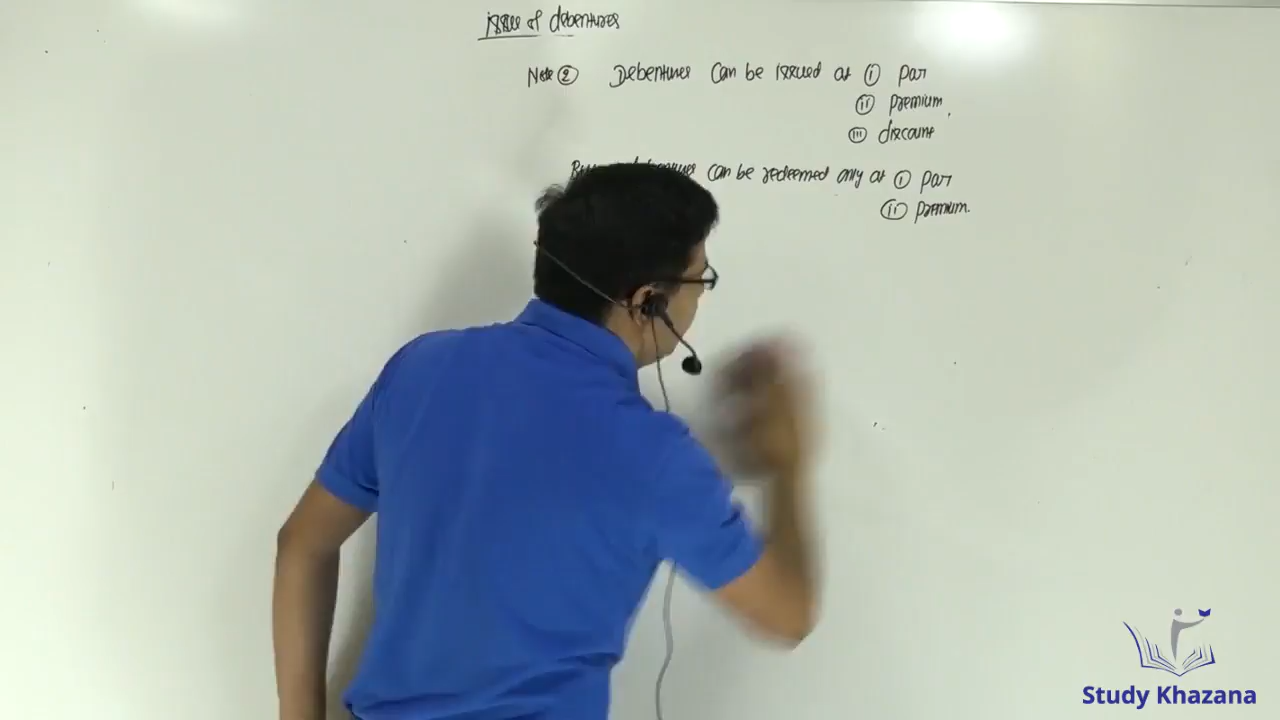 Issue of debentures
Note ② Debentures can be issued at ⓘ par
ⓘⓘ premium
ⓘⓘⓘ discount
can be redeemed only at ⓘ par
ⓘⓘ premium.
Study Khazana